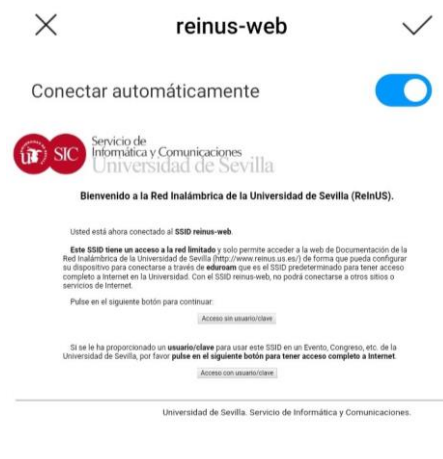 reinus-web
Conectar automáticamente
SIC
Servicio de
Informática y Comunicaciones
Universidad de Sevilla
Bienvenido a la Red Inalámbrica de la Universidad de Sevilla (ReInUS).
Usted está ahora conectado al SSID reinus-web.
Este SSID tiene un acceso a la red limitado y solo permite acceder a la web de Documentación de la
Red Inalámbrica de la Universidad de Sevilla (http://www.reinus.us.es/) de forma que pueda configurar
su dispositivo para conectarse a través de eduroam que es el SSID predeterminado para tener acceso
completo a Internet en la Universidad. Con el SSID reinus-web, no podrá conectarse a otros sitios o
servicios de Internet.
Pulse en el siguiente botón para continuar:
Acceso sin usuario/clave
Si se le ha proporcionado un usuario/clave para usar este SSID en un Evento, Congreso, etc. de la
Universidad de Sevilla, por favor pulse en el siguiente botón para tener acceso completo a Internet.
Acceso con usuario/clave
Universidad de Sevilla. Servicio de Informática y Comunicaciones.